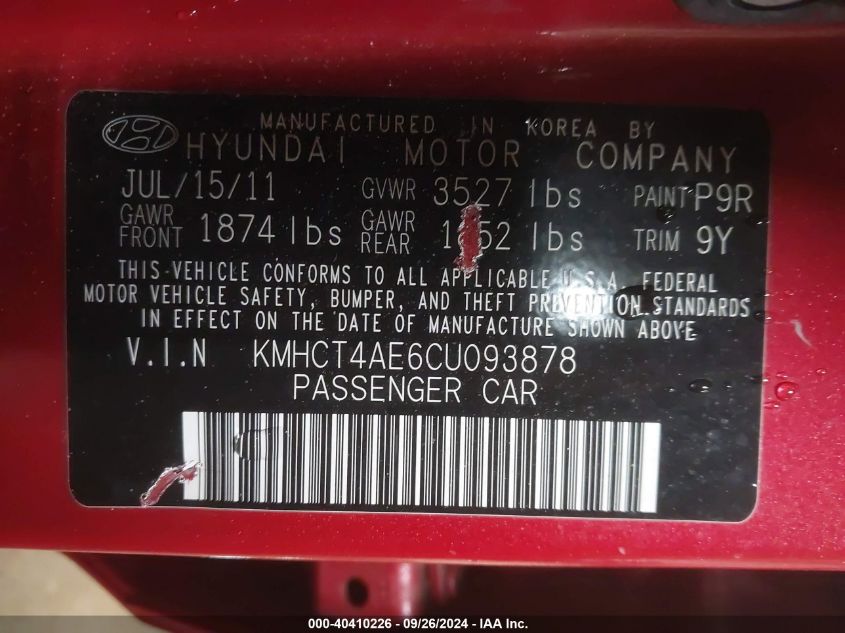 MANUFACTURED IN KOREA BY
HYUNDAI MOTOR COMPANY
JUL/15/11 GVWR 3527 lbs PAINT P9R
GAWR FRONT 1874 lbs GAWR REAR lbs TRIM 9Y
THIS VEHICLE CONFORMS TO ALL APPLICABLE U.S.A. FEDERAL
MOTOR VEHICLE SAFETY, BUMPER, AND THEFT PREVENTION STANDARDS
IN EFFECT ON THE DATE OF MANUFACTURE SHOWN ABOVE
V.I.N KMHCT4AE6CU093878
PASSENGER CAR
000-40410226 - 09/26/2024 - IAA Inc.